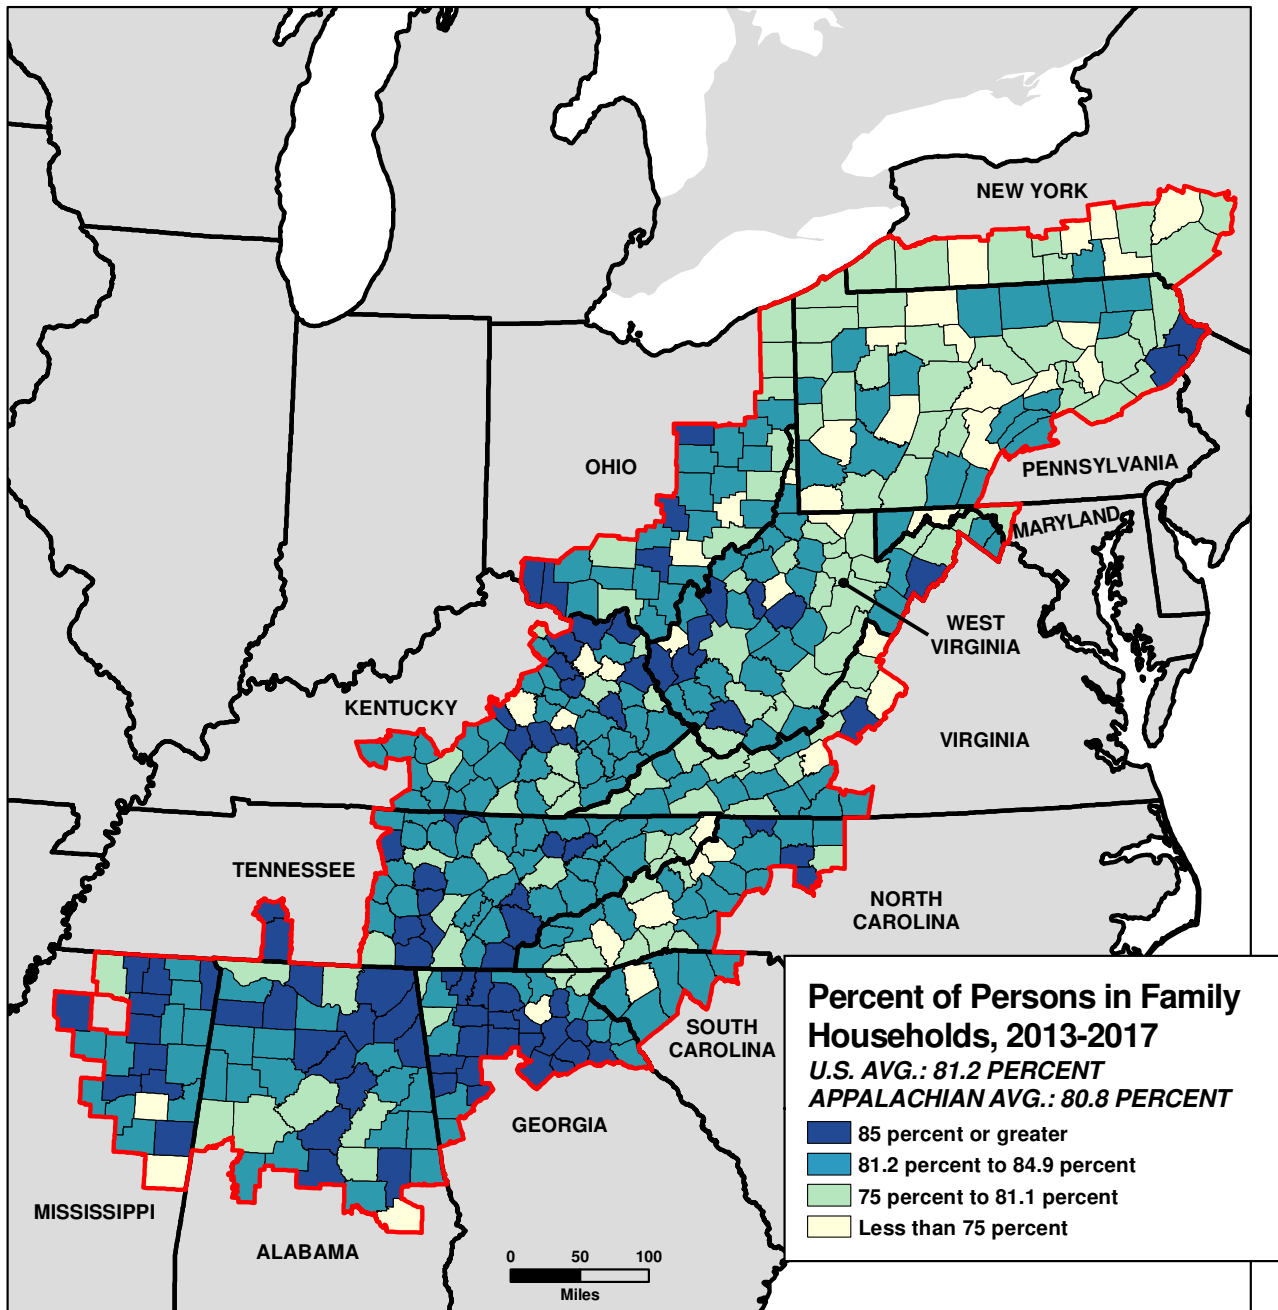 NEW YORK
OHIO
PENNSYLVANIA
MARYLAND
WEST
VIRGINIA
KENTUCKY
VIRGINIA
TENNESSEE
NORTH
CAROLINA
SOUTH
CAROLINA
GEORGIA
MISSISSIPPI
ALABAMA
Percent of Persons in Family
Households, 2013-2017
U.S. AVG.: 81.2 PERCENT
APPALACHIAN AVG.: 80.8 PERCENT
85 percent or greater
81.2 percent to 84.9 percent
75 percent to 81.1 percent
Less than 75 percent
0 50 100
Miles